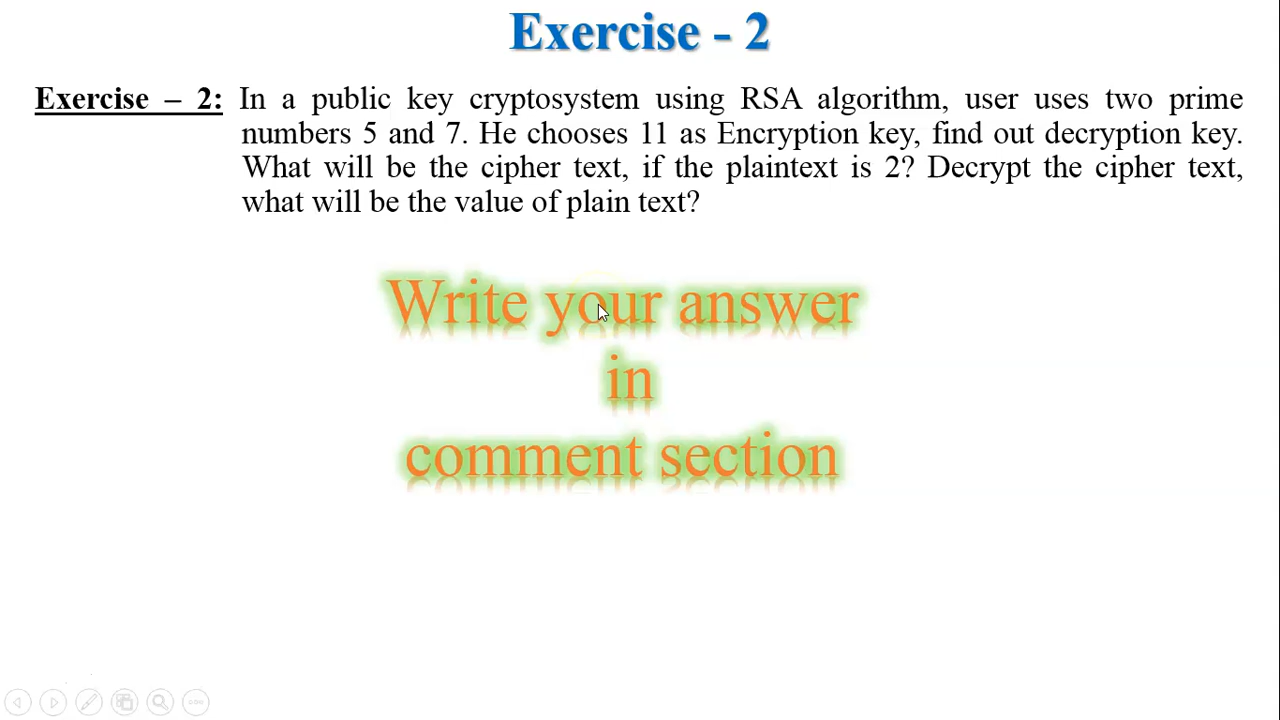 Exercise - 2
Exercise – 2: In a public key cryptosystem using RSA algorithm, user uses two prime
numbers 5 and 7. He chooses 11 as Encryption key, find out decryption key.
What will be the cipher text, if the plaintext is 2? Decrypt the cipher text,
what will be the value of plain text?
Write your answer
in
comment section